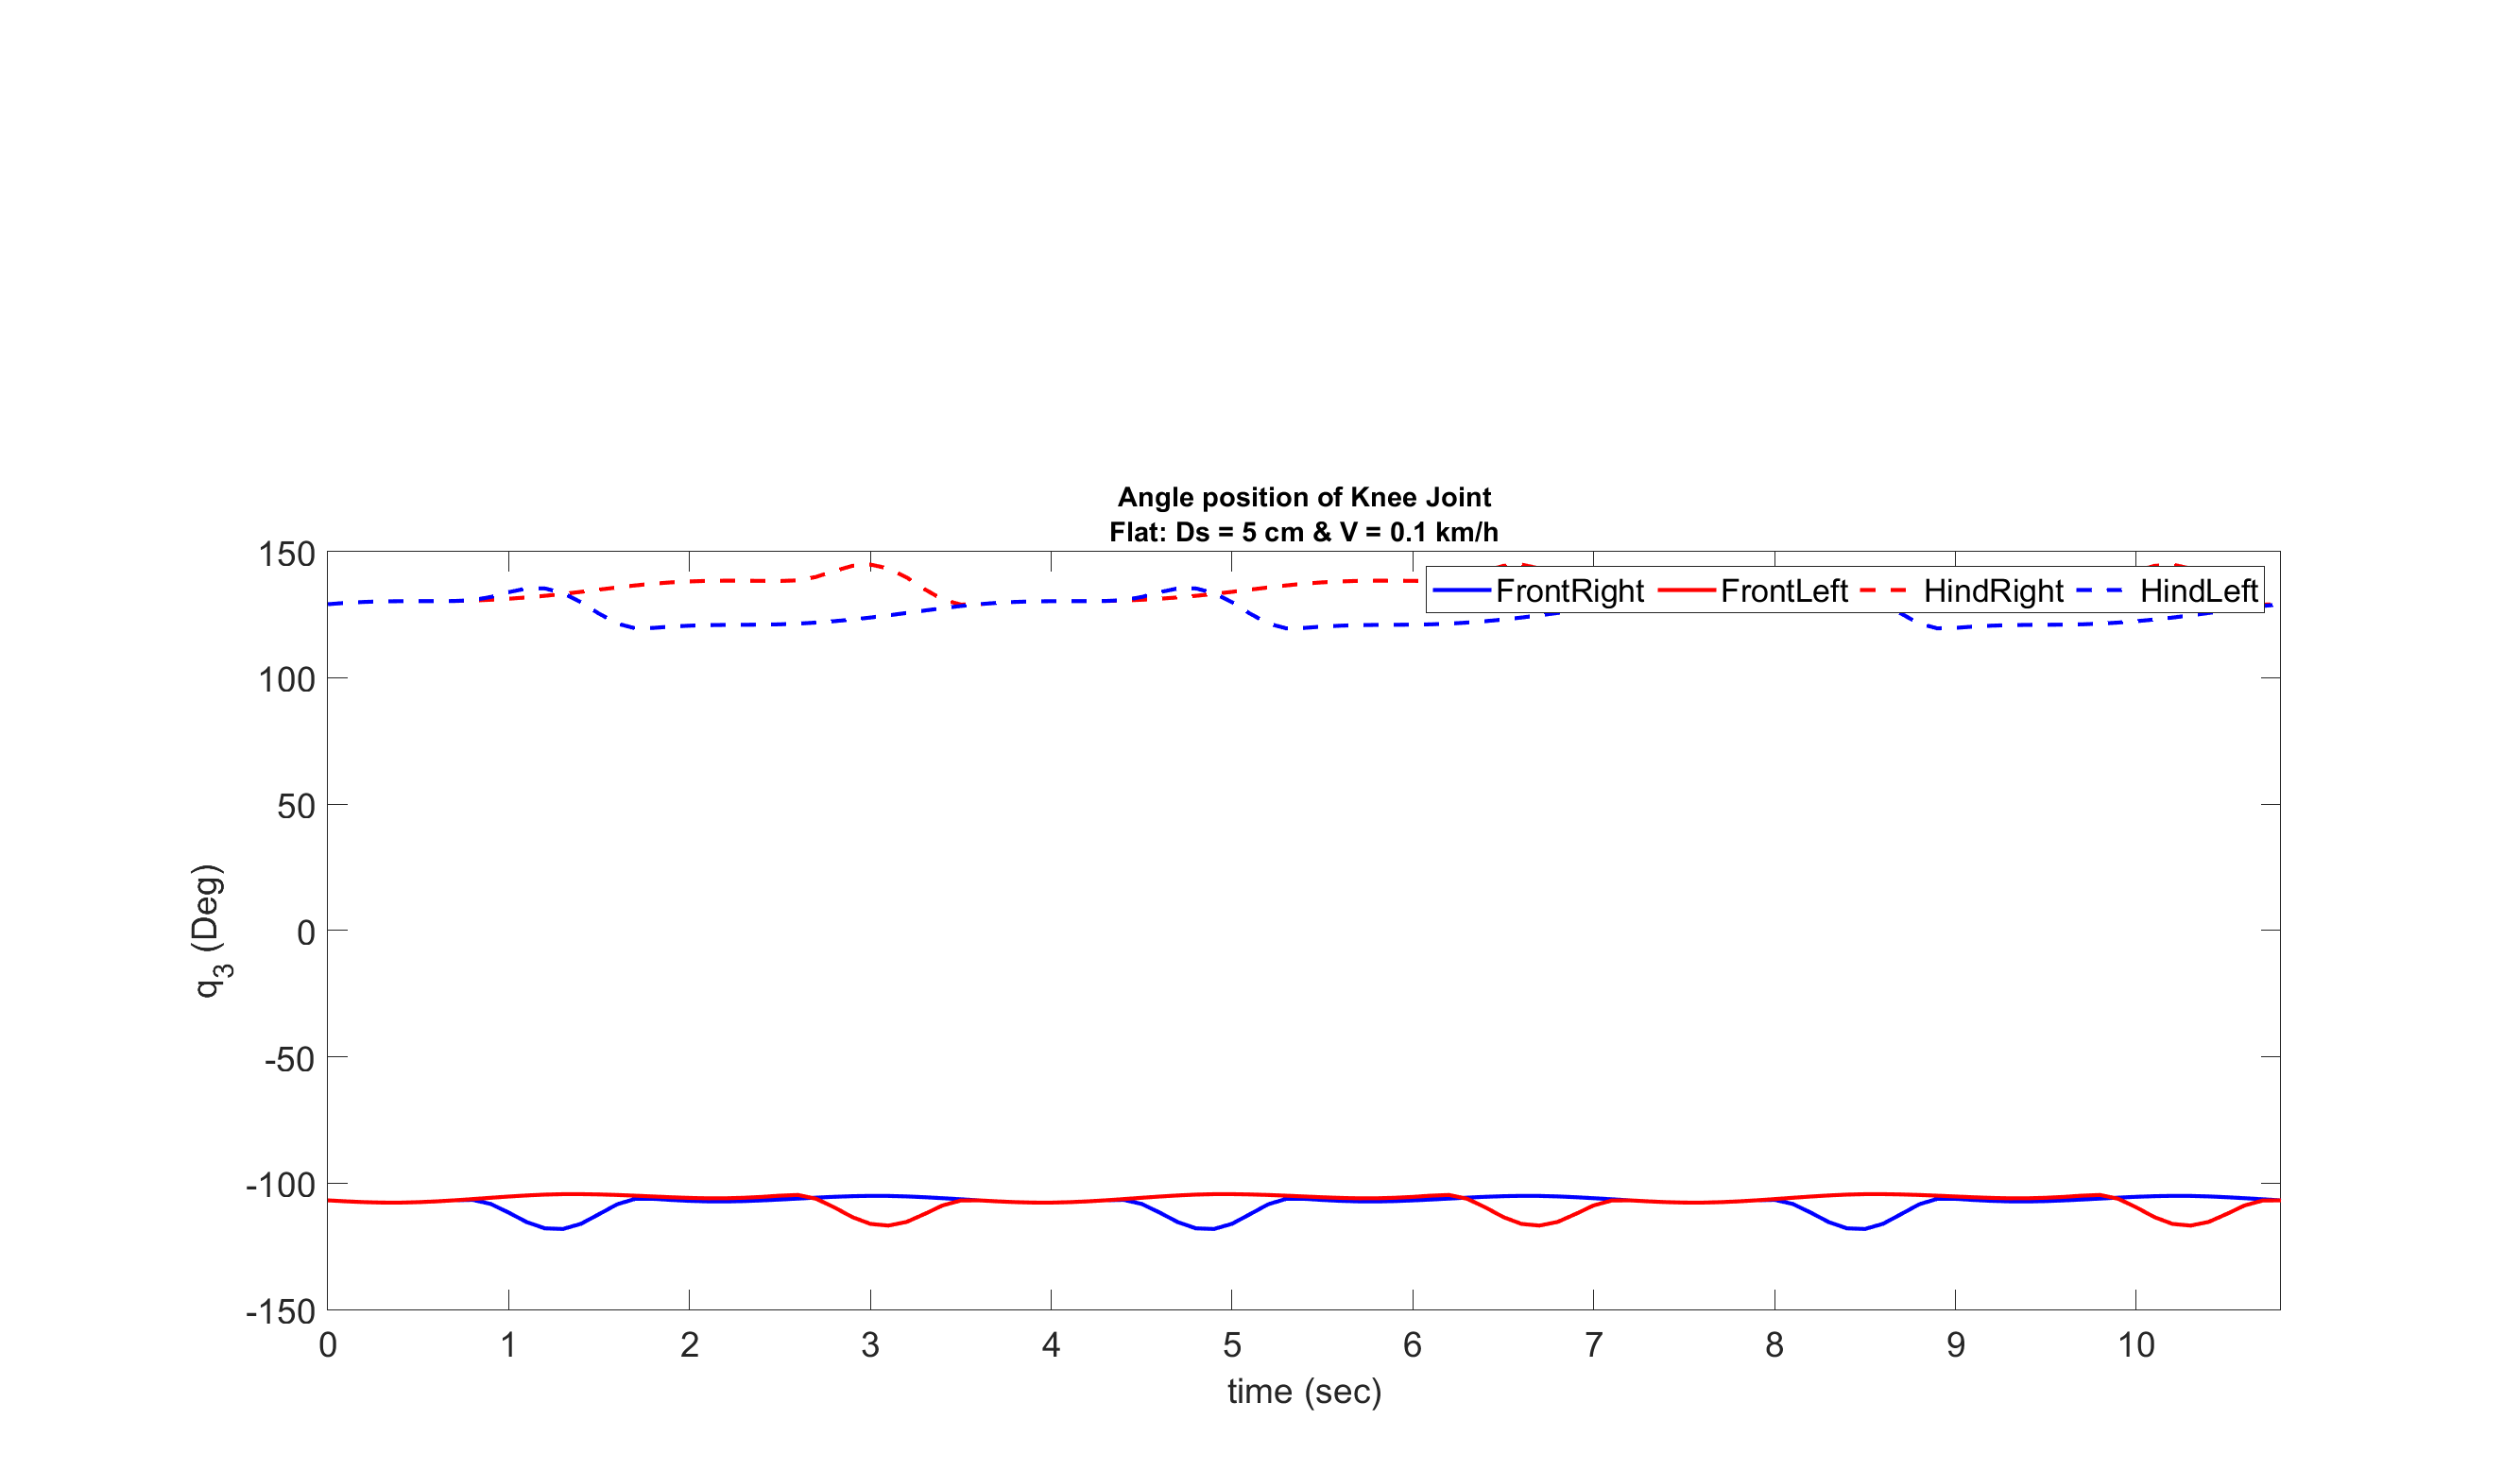 Angle position of Knee Joint
Flat: Ds = 5 cm & V = 0.1 km/h
150
100
50
0
-50
-100
-150
q3 (Deg)
FrontRight FrontLeft HindRight HindLeft
0 1 2 3 4 5 6 7 8 9 10
time (sec)